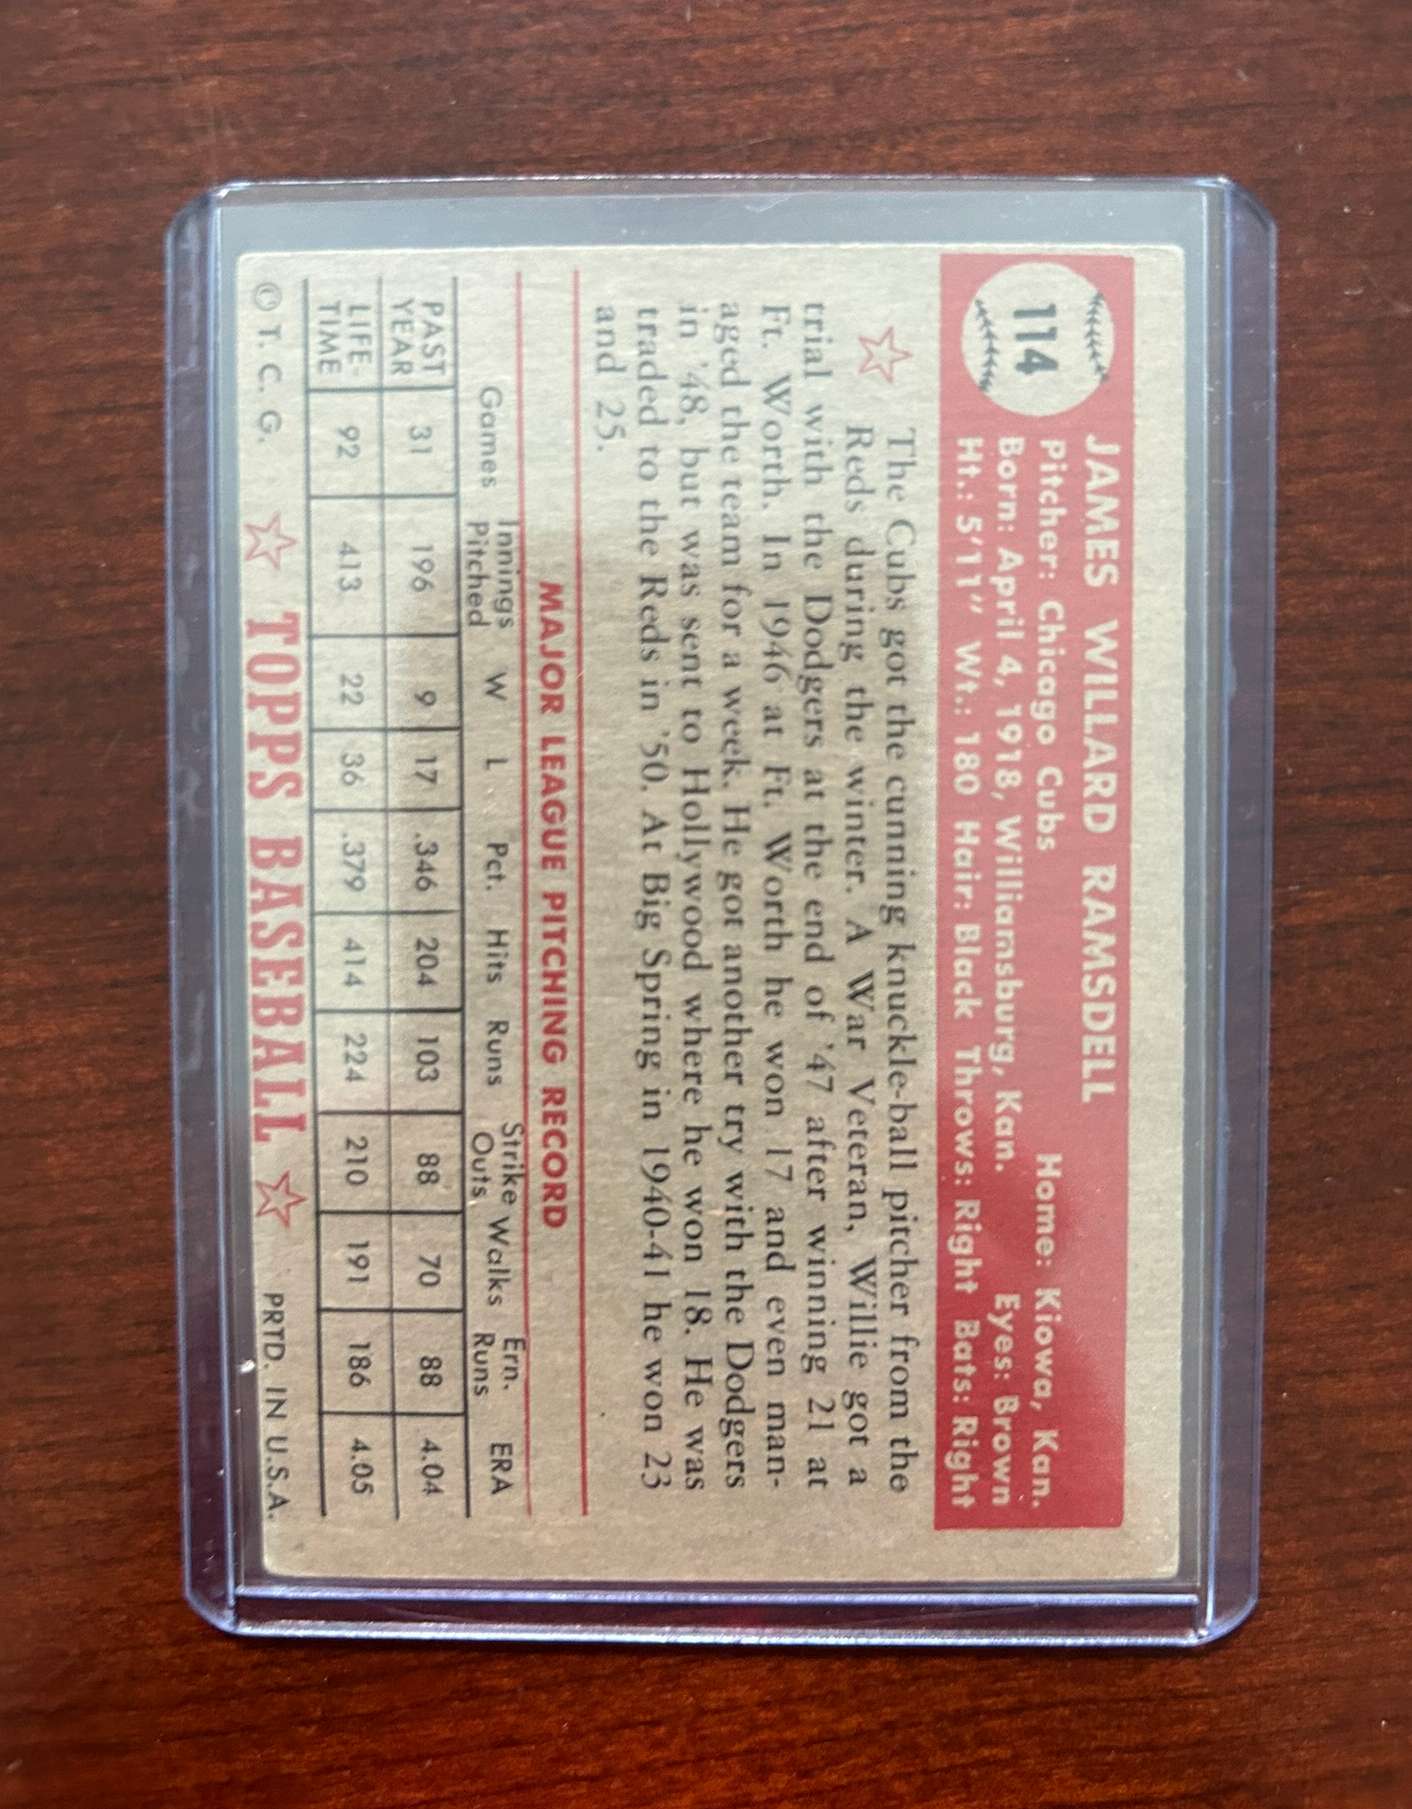 114
JAMES WILLARD RAMSDELL
Pitcher: Chicago Cubs Home: Kiowa, Kan.
Born: April 4, 1918, Williamsburg, Kan. Eyes: Brown
Ht.: 5'11" Wt.: 180 Hair: Black Throws: Right Bats: Right
The Cubs got the cunning knuckle-ball pitcher from the
Reds during the winter. A War Veteran, Willie got a
trial with the Dodgers at the end of '47 after winning 21 at
Ft. Worth. In 1946 at Ft. Worth he won 17 and even man-
aged the team for a week. He got another try with the Dodgers
in '48, but was sent to Hollywood where he won 18. He was
traded to the Reds in '50. At Big Spring in 1940-41 he won 23
and 25.
MAJOR LEAGUE PITCHING RECORD
Games Innings Pitched W L Pct. Hits Runs Strike Outs Walks Ern. Runs ERA
PAST YEAR 31 196 9 17 .346 204 103 88 70 88 4.04
LIFE-TIME 92 413 22 36 .379 414 224 210 191 186 4.05
© T. C. G. ☆ TOPPS BASEBALL ☆ PRTD. IN U.S.A.